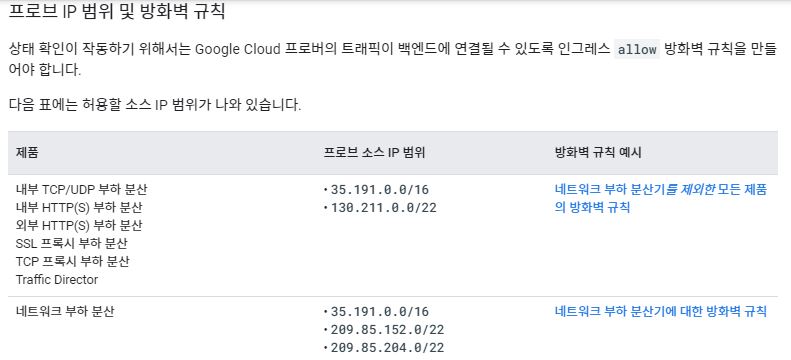 프로브 IP 범위 및 방화벽 규칙
상태 확인이 작동하기 위해서는 Google Cloud 프로버의 트래픽이 백엔드에 연결될 수 있도록 인그레스 allow 방화벽 규칙을 만들
어야 합니다.
다음 표에는 허용할 소스 IP 범위가 나와 있습니다.
제품 프로브 소스 IP 범위 방화벽 규칙 예시
내부 TCP/UDP 부하 분산 • 35.191.0.0/16 네트워크 부하 분산기를 제외한 모든 제품
내부 HTTP(S) 부하 분산 • 130.211.0.0/22 의 방화벽 규칙
외부 HTTP(S) 부하 분산
SSL 프록시 부하 분산
TCP 프록시 부하 분산
Traffic Director
네트워크 부하 분산 • 35.191.0.0/16 네트워크 부하 분산기에 대한 방화벽 규칙
• 209.85.152.0/22
• 209.85.204.0/22